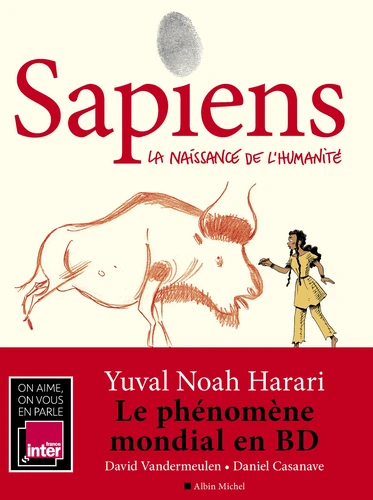 Sapiens
LA NAISSANCE DE L'HUMANITÉ
ON AIME,
ON VOUS
EN PARLE
france
inter
Yuval Noah Harari
Le phénomène
mondial en BD
David Vandermeulen • Daniel Casanave
Albin Michel